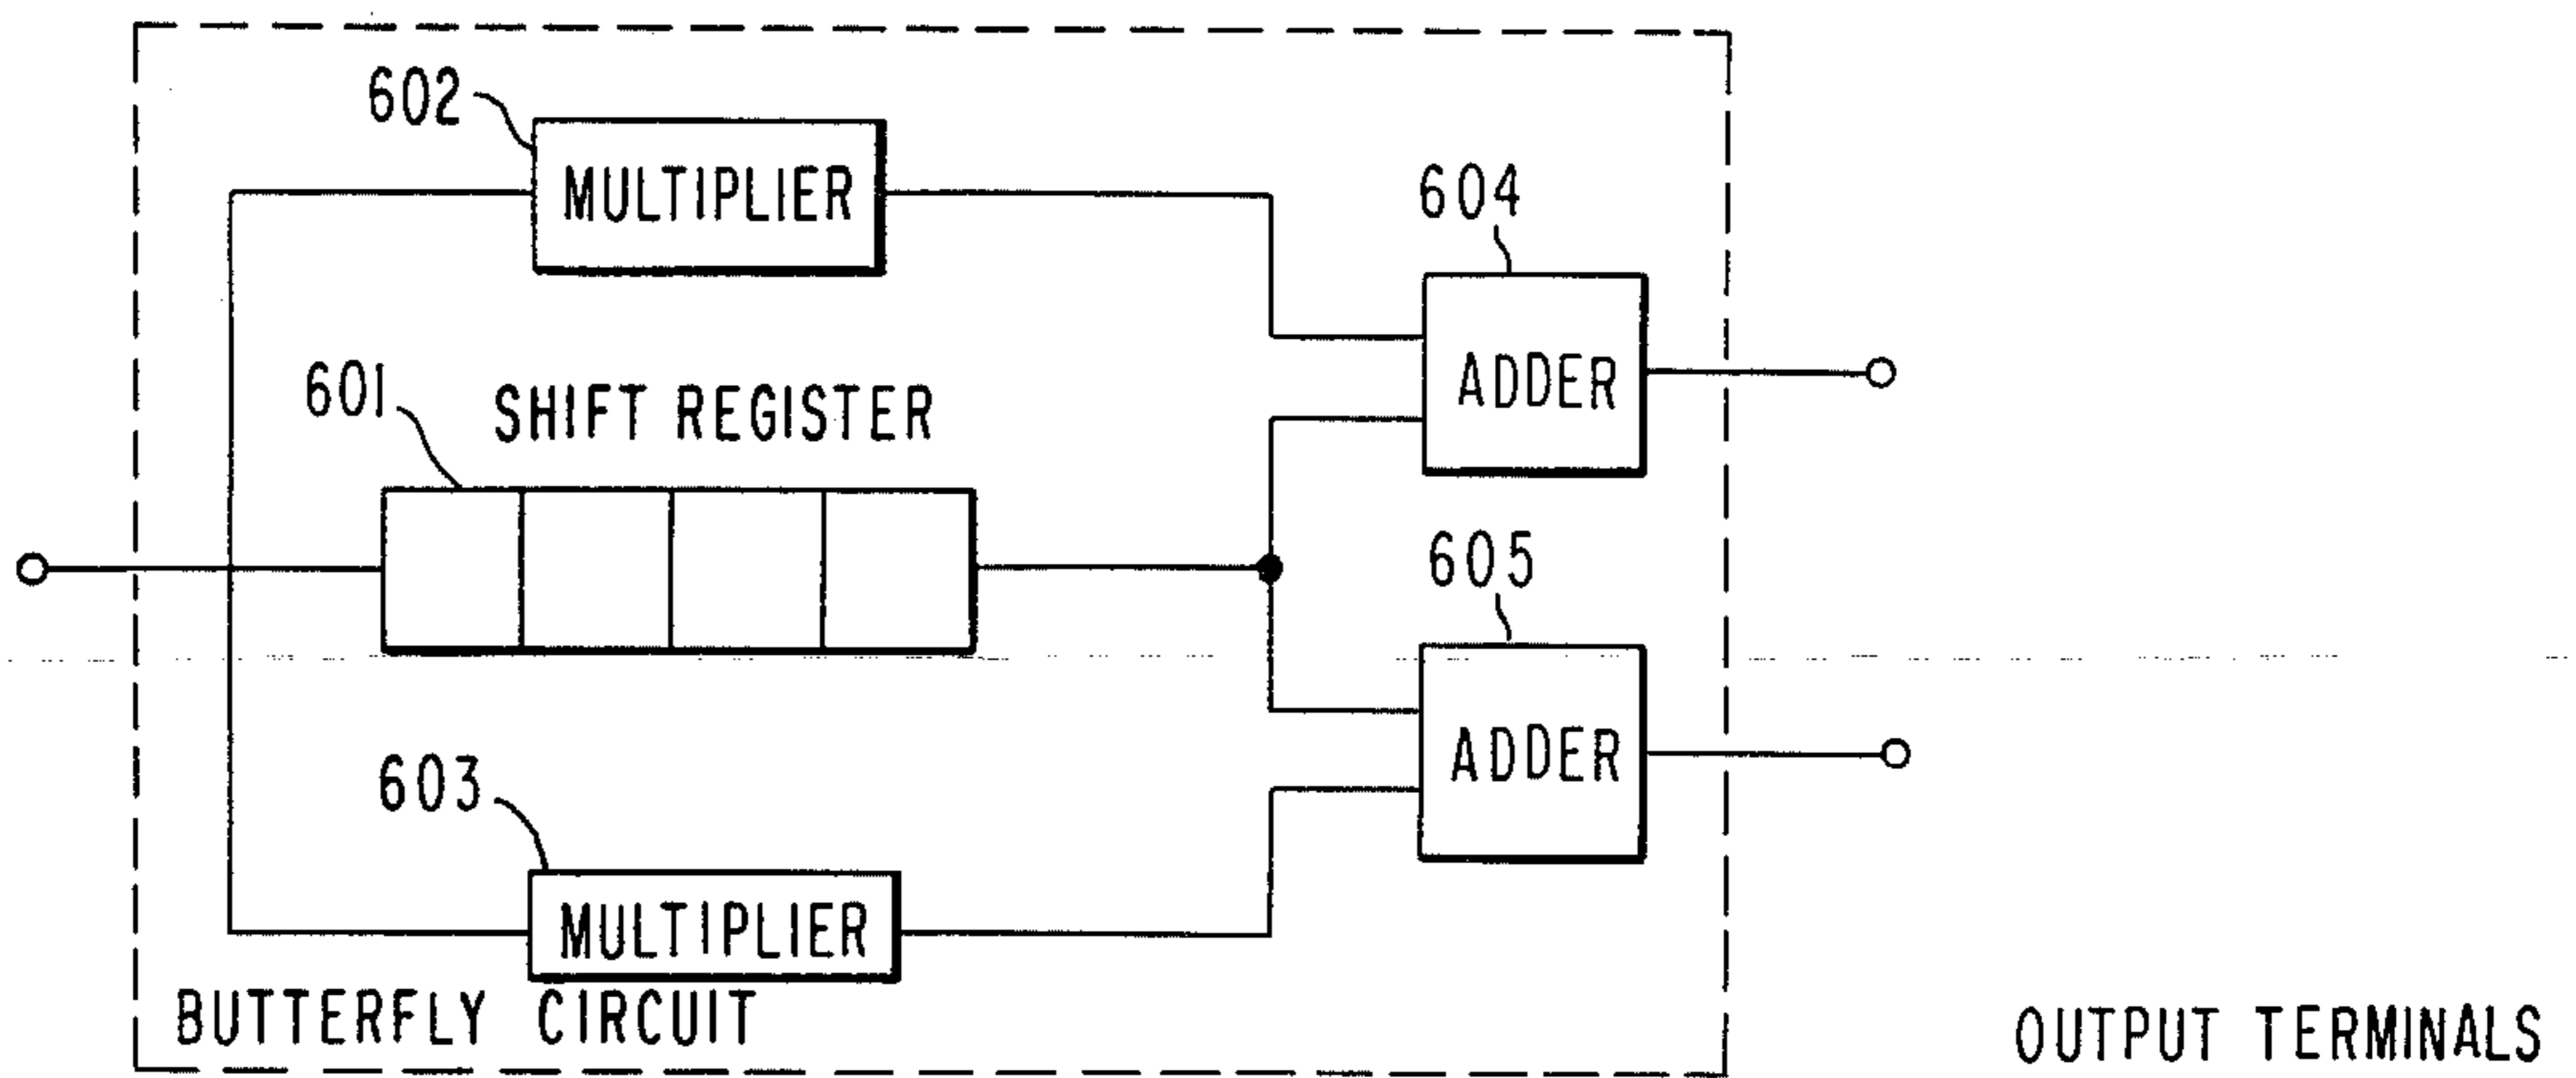 602
MULTIPLIER
604
ADDER
601
SHIFT REGISTER
605
ADDER
603
MULTIPLIER
BUTTERFLY CIRCUIT
OUTPUT TERMINALS